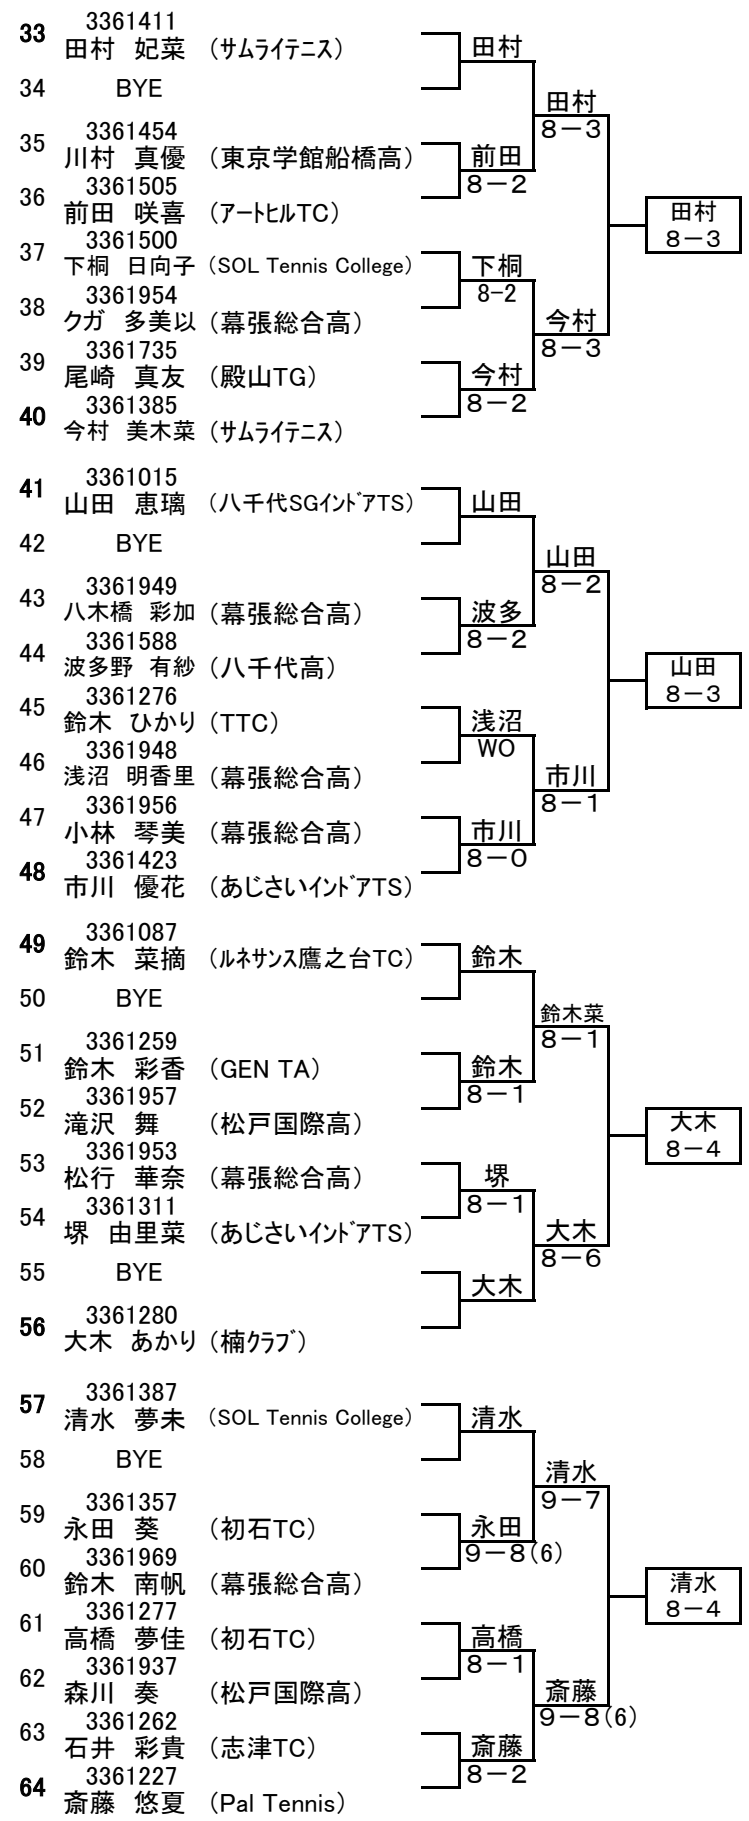 33 3361411
田村 妃菜 (サムライテニス)
34 BYE
35 3361454
川村 真優 (東京学館船橋高)
36 3361505
前田 咲喜 (アートヒルTC)
37 3361500
下桐 日向子 (SOL Tennis College)
38 3361954
クガ 多美以 (幕張総合高)
39 3361735
尾崎 真友 (殿山TG)
40 3361385
今村 美木菜 (サムライテニス)
田村
前田
8-2
下桐
8-2
今村
8-2
田村
8-3
今村
8-3
田村
8-3
41 3361015
山田 恵璃 (八千代SGインドアTS)
42 BYE
43 3361949
八木橋 彩加 (幕張総合高)
44 3361588
波多野 有紗 (八千代高)
45 3361276
鈴木 ひかり (TTC)
46 3361948
浅沼 明香里 (幕張総合高)
47 3361956
小林 琴美 (幕張総合高)
48 3361423
市川 優花 (あじさいインドアTS)
山田
波多
8-2
浅沼
WO
市川
8-0
山田
8-2
市川
8-1
山田
8-3
49 3361087
鈴木 菜摘 (ルネサンス鷹之台TC)
50 BYE
51 3361259
鈴木 彩香 (GEN TA)
52 3361957
滝沢 舞 (松戸国際高)
53 3361953
松行 華奈 (幕張総合高)
54 3361311
堺 由里菜 (あじさいインドアTS)
55 BYE
56 3361280
大木 あかり (楠クラブ)
鈴木
鈴木
8-1
堺
8-1
大木
鈴木菜
8-1
大木
8-6
大木
8-4
57 3361387
清水 夢未 (SOL Tennis College)
58 BYE
59 3361357
永田 葵 (初石TC)
60 3361969
鈴木 南帆 (幕張総合高)
61 3361277
高橋 夢佳 (初石TC)
62 3361937
森川 奏 (松戸国際高)
63 3361262
石井 彩貴 (志津TC)
64 3361227
斎藤 悠夏 (Pal Tennis)
清水
永田
9-8(6)
高橋
8-1
斎藤
8-2
清水
9-7
斎藤
9-8(6)
清水
8-4